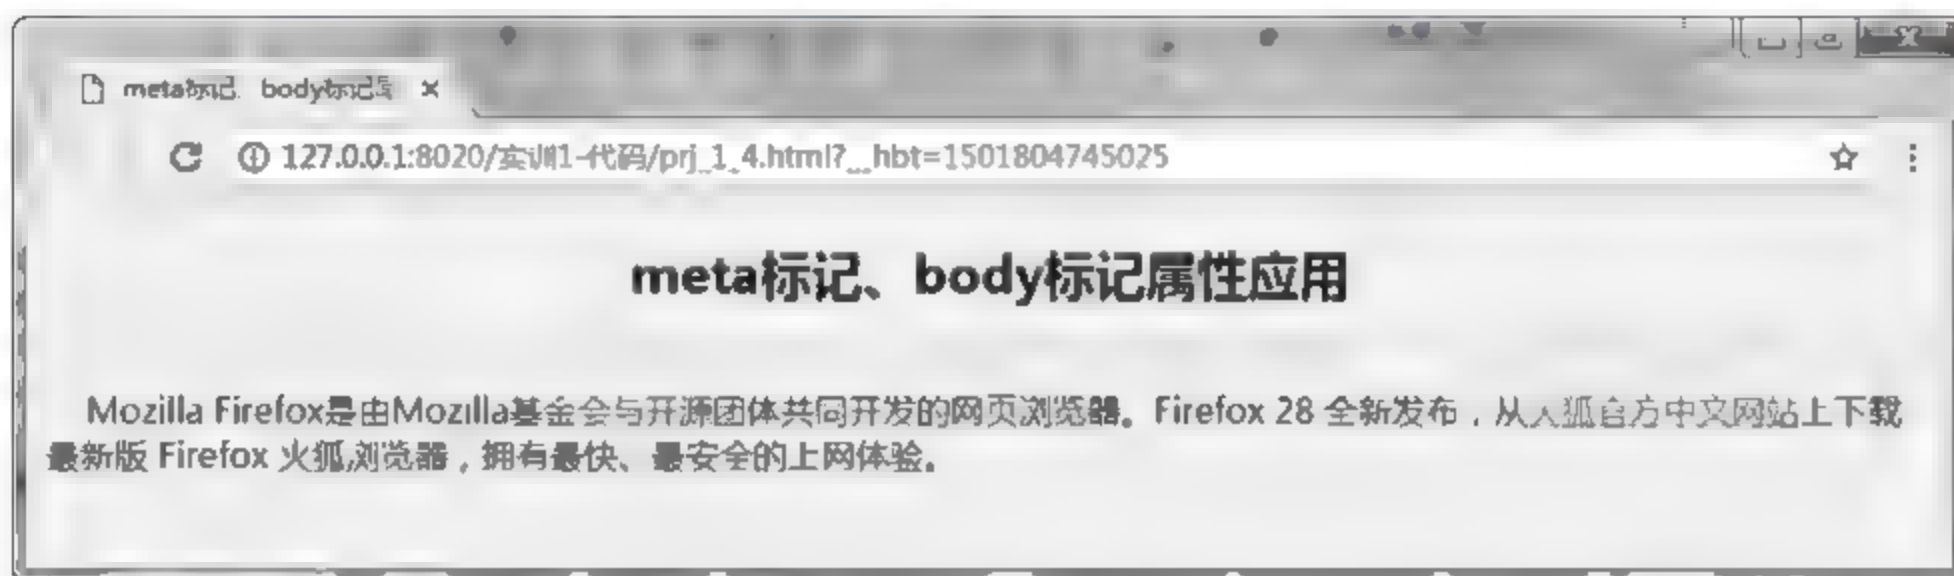 meta标记、body标记属
127.0.0.1:8020/实训1-代码/prj_1_4.html?__hbt=1501804745025
meta标记、body标记属性应用
Mozilla Firefox是由Mozilla基金会与开源团体共同开发的网页浏览器。Firefox 28 全新发布，从火狐官方中文网站上下载
最新版 Firefox 火狐浏览器，拥有最快、最安全的上网体验。